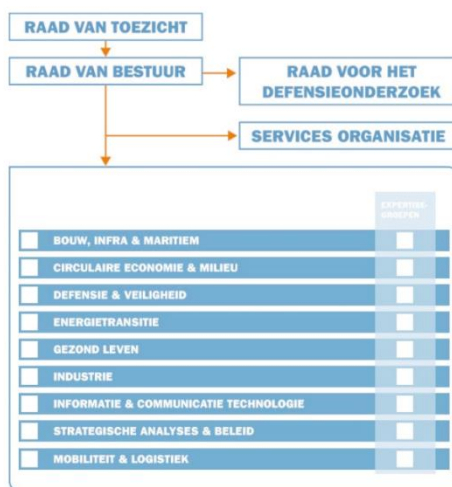 RAAD VAN TOEZICHT
RAAD VAN BESTUUR
RAAD VOOR HET
DEFENSIEONDERZOEK
SERVICES ORGANISATIE
EXPERTISE-
GROEPEN
BOUW, INFRA & MARITIEM
CIRCULAIRE ECONOMIE & MILIEU
DEFENSIE & VEILIGHEID
ENERGIETRANSITIE
GEZOND LEVEN
INDUSTRIE
INFORMATIE & COMMUNICATIE TECHNOLOGIE
STRATEGISCHE ANALYSES & BELEID
MOBILITEIT & LOGISTIEK